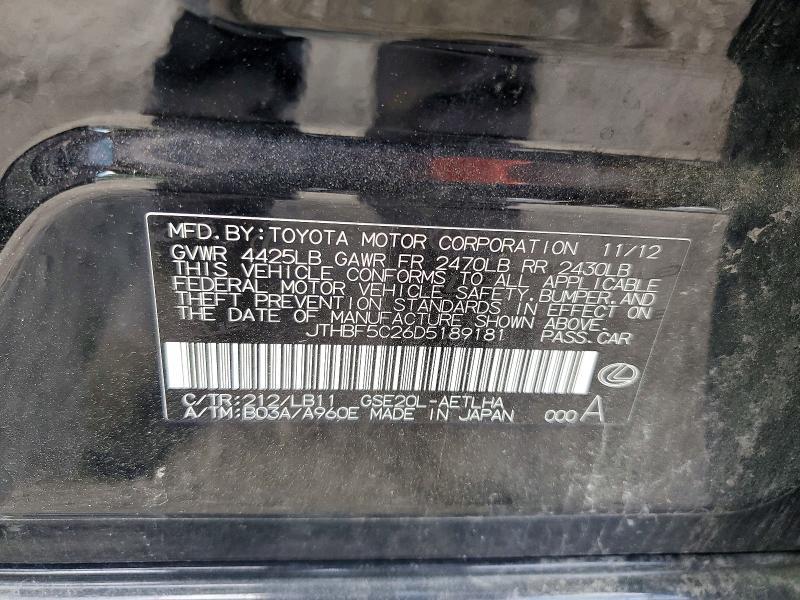 MFD. BY: TOYOTA MOTOR CORPORATION 11/12
GVWR 4425LB GAWR FR 2470LB RR 2430LB
THIS VEHICLE CONFORMS TO ALL APPLICABLE
FEDERAL MOTOR VEHICLE SAFETY, BUMPER, AND
THEFT PREVENTION STANDARDS IN EFFECT ON
THE DATE OF MANUFACTURE SHOWN ABOVE.
JTHBF5C26D5189181 PASS. CAR
C/TR: 212/LB11 GSE20L-AETLHA
A/TM: B03A/A960E MADE IN JAPAN 000 A